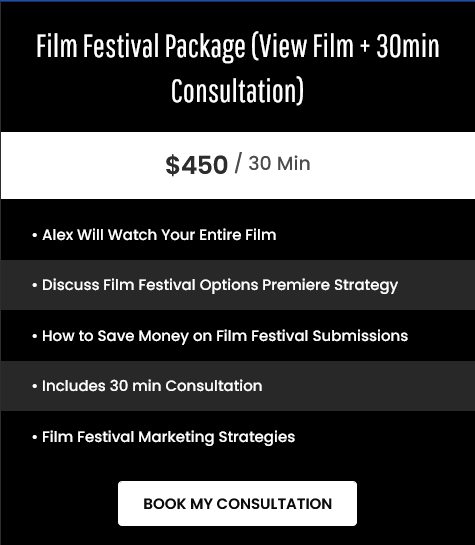 Film Festival Package (View Film + 30min
Consultation)
$450 / 30 Min
• Alex Will Watch Your Entire Film
• Discuss Film Festival Options Premiere Strategy
• How to Save Money on Film Festival Submissions
• Includes 30 min Consultation
• Film Festival Marketing Strategies
BOOK MY CONSULTATION